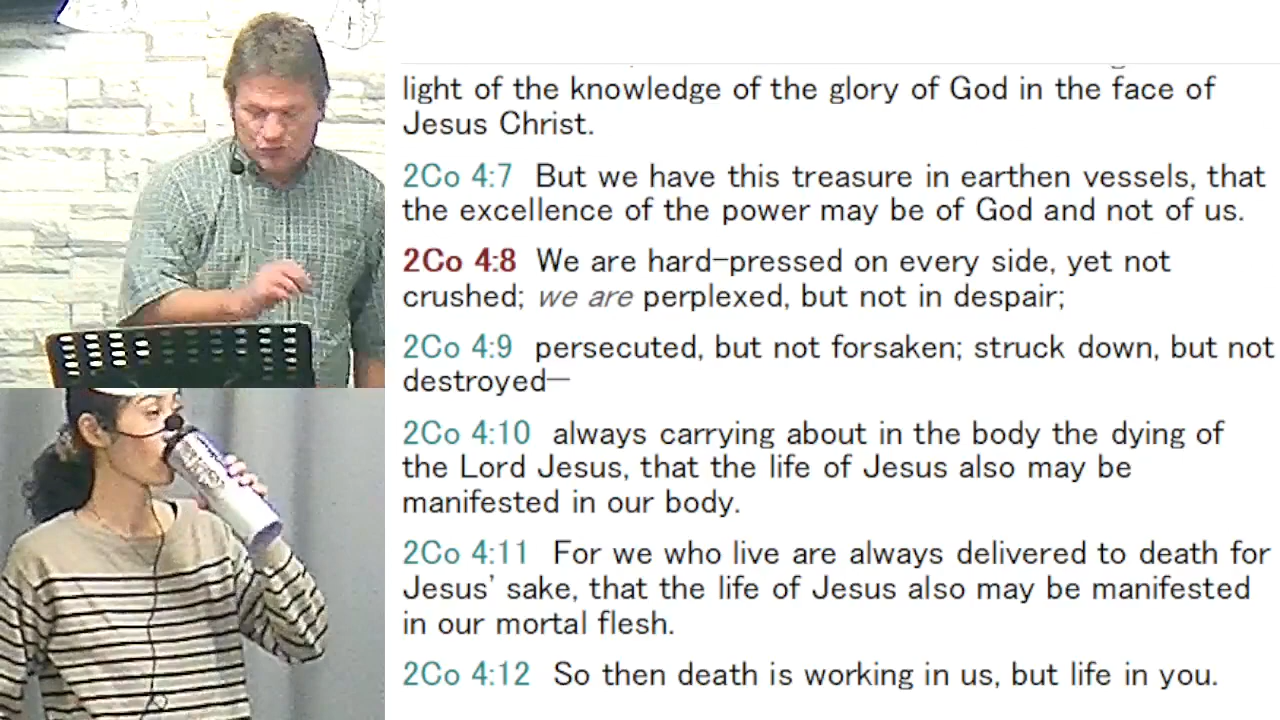 light of the knowledge of the glory of God in the face of
Jesus Christ.
2Co 4:7 But we have this treasure in earthen vessels, that
the excellence of the power may be of God and not of us.
2Co 4:8 We are hard-pressed on every side, yet not
crushed; we are perplexed, but not in despair;
2Co 4:9 persecuted, but not forsaken; struck down, but not
destroyed—
2Co 4:10 always carrying about in the body the dying of
the Lord Jesus, that the life of Jesus also may be
manifested in our body.
2Co 4:11 For we who live are always delivered to death for
Jesus' sake, that the life of Jesus also may be manifested
in our mortal flesh.
2Co 4:12 So then death is working in us, but life in you.